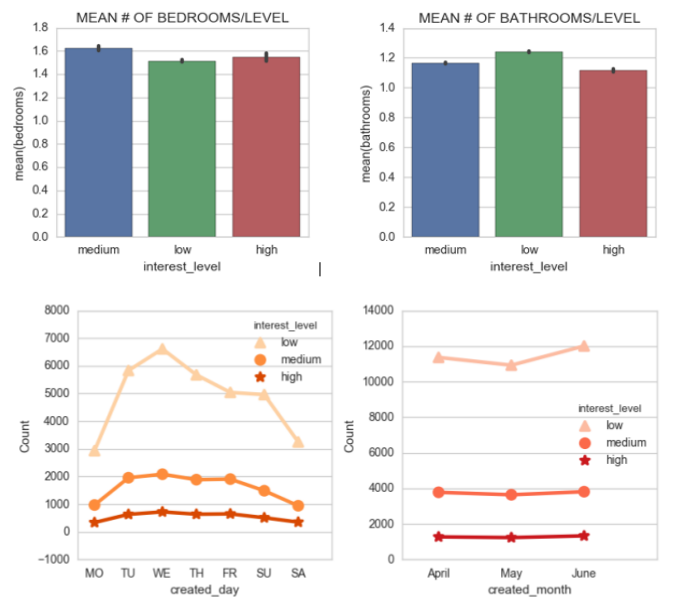 MEAN # OF BEDROOMS/LEVEL
1.8
1.6
1.4
1.2
1.0
0.8
0.6
0.4
0.2
0.0
mean(bedrooms)
medium low high
interest_level
MEAN # OF BATHROOMS/LEVEL
1.4
1.2
1.0
0.8
0.6
0.4
0.2
0.0
mean(bathrooms)
medium low high
interest_level
8000
7000
6000
5000
4000
3000
2000
1000
0
−1000
Count
interest_level
low
medium
high
MO TU WE TH FR SU SA
created_day
14000
12000
10000
8000
6000
4000
2000
0
Count
interest_level
low
medium
high
April May June
created_month